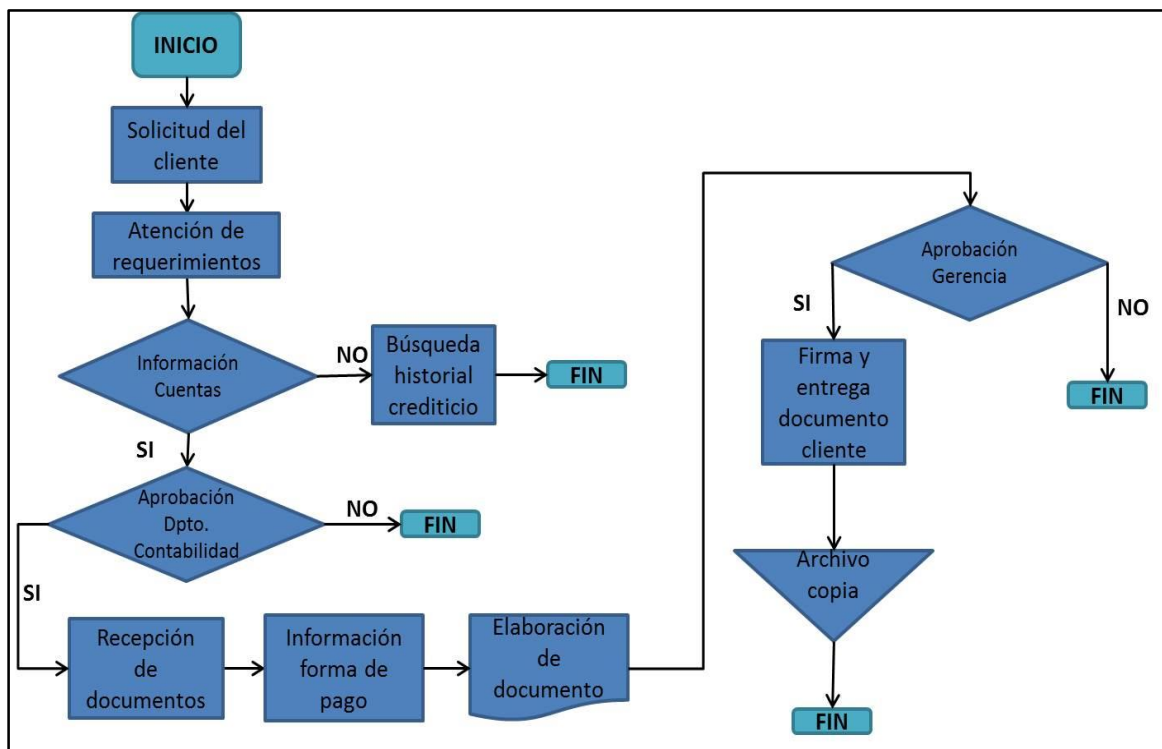 INICIO
Solicitud del
cliente
Atención de
requerimientos
Información
Cuentas
NO
Búsqueda
historial
crediticio
FIN
SI
Aprobación
Dpto.
Contabilidad
NO
FIN
SI
Recepción
de
documentos
Información
forma de
pago
Elaboración
de
documento
Aprobación
Gerencia
SI
NO
Firma y
entrega
documento
cliente
FIN
Archivo
copia
FIN